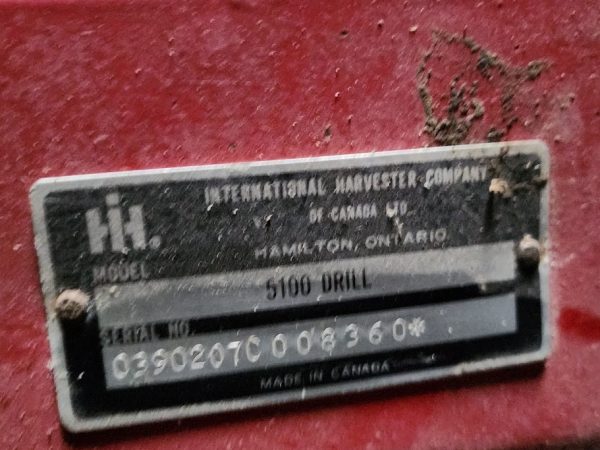 INTERNATIONAL HARVESTER COMPANY
OF CANADA LTD.
HAMILTON, ONTARIO
IH.
MODEL
5100 DRILL
SERIAL NO.
0390207C008360*
MADE IN CANADA